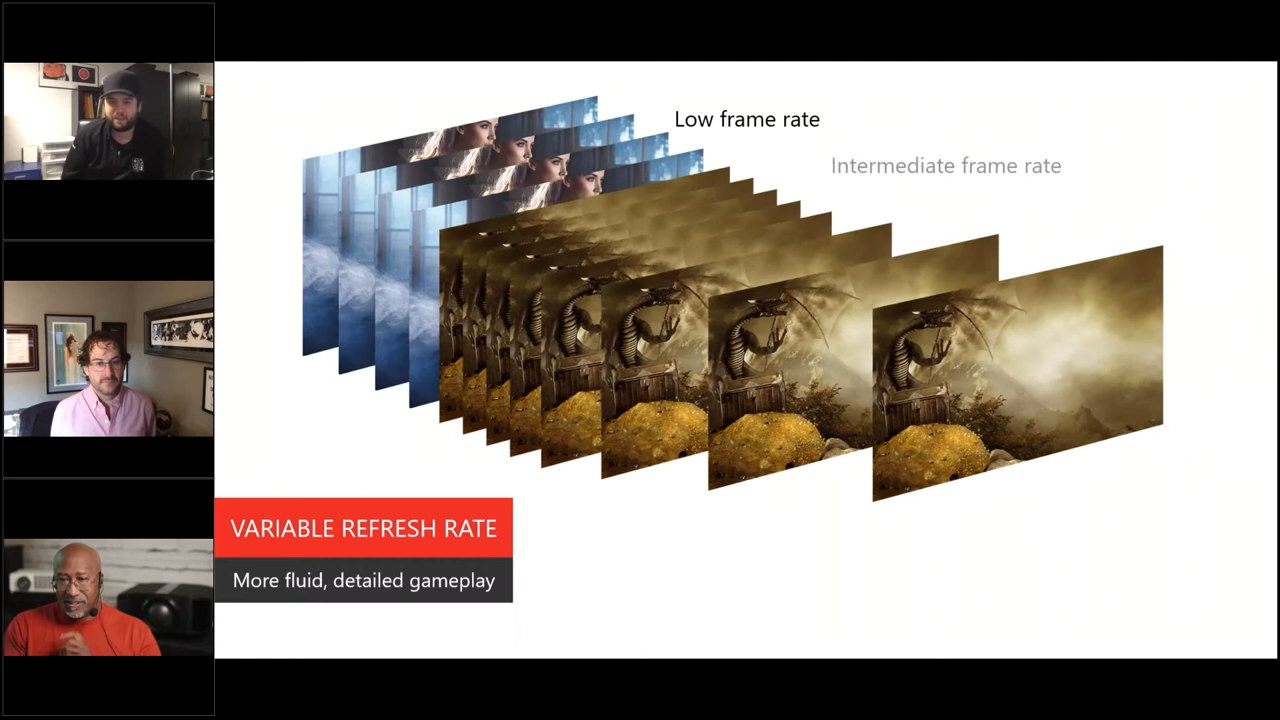 Low frame rate
Intermediate frame rate
VARIABLE REFRESH RATE
More fluid, detailed gameplay